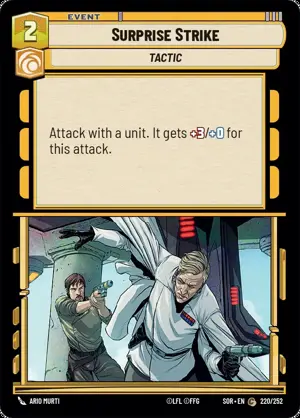 2
EVENT
SURPRISE STRIKE
TACTIC
Attack with a unit. It gets +3/+0 for
this attack.
ARIO MURTI
©LFL ©FFG
SOR • EN
220/252